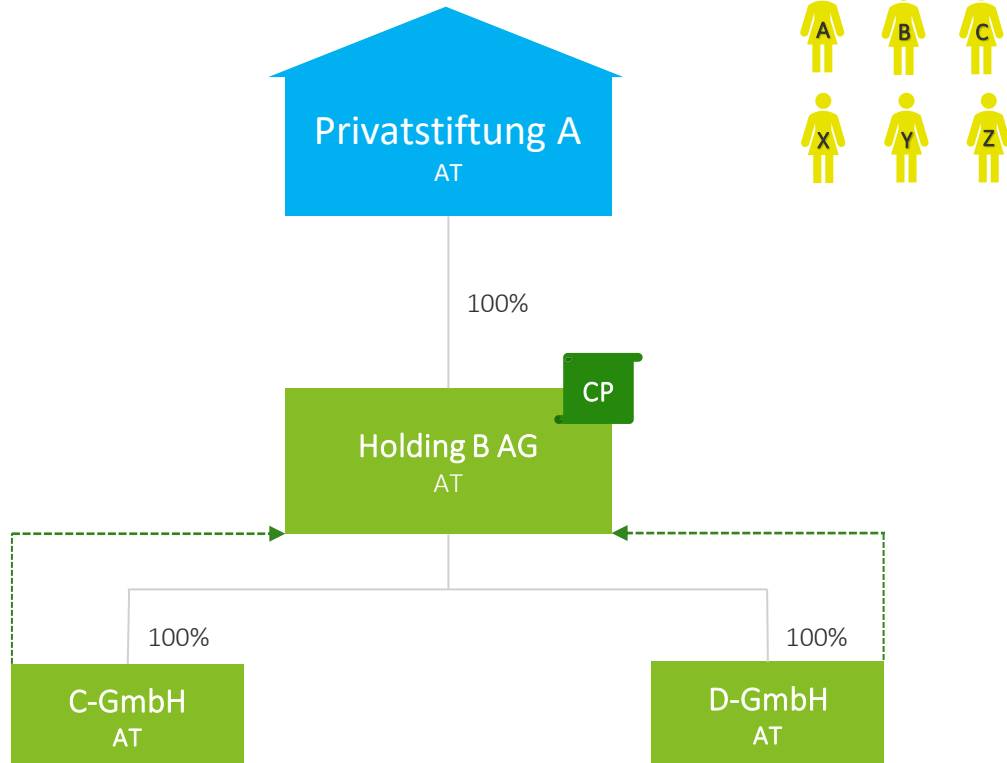 A
B
C
X
Y
Z
Privatstiftung A
AT
100%
CP
Holding B AG
AT
100%
100%
C-GmbH
AT
D-GmbH
AT